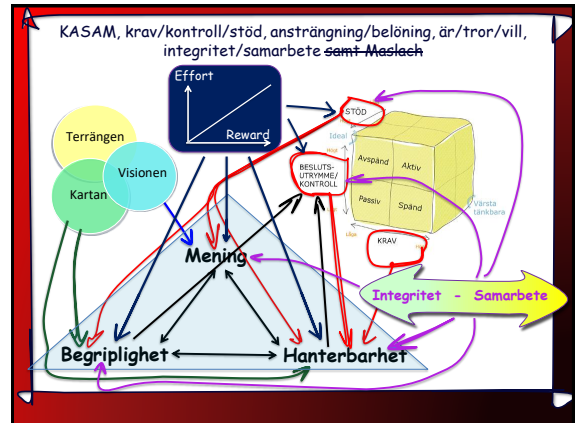 KASAM, krav/kontroll/stöd, ansträngning/belöning, är/tror/vill,
integritet/samarbete samt Maslach
Effort
Reward
STÖD
Terrängen
Visionen
Kartan
Ideal
BESLUTS-
UTRYMME/
KONTROLL
Avspänd
Aktiv
Passiv
Spänd
Värsta
tänkbara
Låga
KRAV
Mening
Integritet - Samarbete
Begriplighet
Hanterbarhet